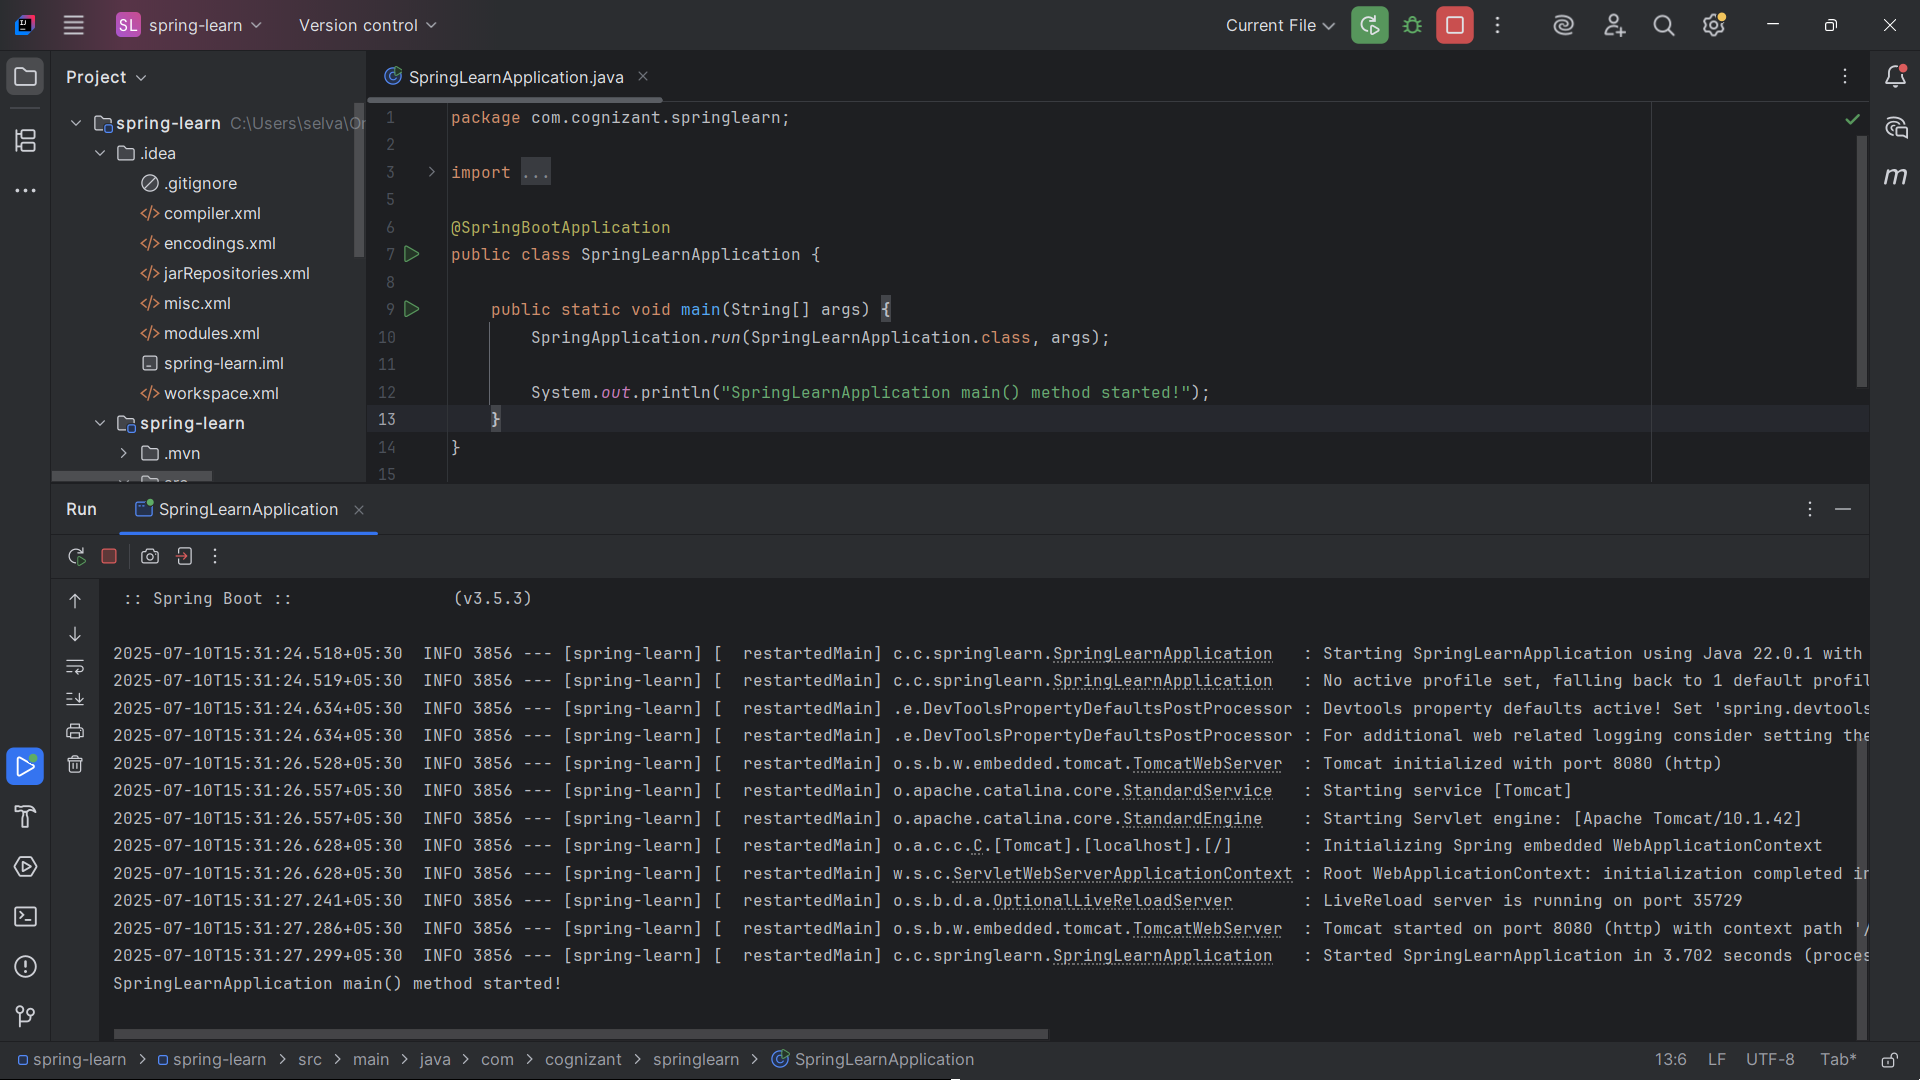 SL spring-learn Version control Current File
Project
SpringLearnApplication.java
spring-learn C:\Users\selva\Or
.idea
.gitignore
compiler.xml
encodings.xml
jarRepositories.xml
misc.xml
modules.xml
spring-learn.iml
workspace.xml
spring-learn
.mvn
1 package com.cognizant.springlearn;
2
3 import ...
5
6 @SpringBootApplication
7 public class SpringLearnApplication {
8
9 public static void main(String[] args) {
10 SpringApplication.run(SpringLearnApplication.class, args);
11
12 System.out.println("SpringLearnApplication main() method started!");
13 }
14 }
15
m
Run SpringLearnApplication
:: Spring Boot :: (v3.5.3)
2025-07-10T15:31:24.518+05:30 INFO 3856 --- [spring-learn] [ restartedMain] c.c.springlearn.SpringLearnApplication : Starting SpringLearnApplication using Java 22.0.1 with
2025-07-10T15:31:24.519+05:30 INFO 3856 --- [spring-learn] [ restartedMain] c.c.springlearn.SpringLearnApplication : No active profile set, falling back to 1 default profil
2025-07-10T15:31:24.634+05:30 INFO 3856 --- [spring-learn] [ restartedMain] .e.DevToolsPropertyDefaultsPostProcessor : Devtools property defaults active! Set 'spring.devtools
2025-07-10T15:31:24.634+05:30 INFO 3856 --- [spring-learn] [ restartedMain] .e.DevToolsPropertyDefaultsPostProcessor : For additional web related logging consider setting the
2025-07-10T15:31:26.528+05:30 INFO 3856 --- [spring-learn] [ restartedMain] o.s.b.w.embedded.tomcat.TomcatWebServer : Tomcat initialized with port 8080 (http)
2025-07-10T15:31:26.557+05:30 INFO 3856 --- [spring-learn] [ restartedMain] o.apache.catalina.core.StandardService : Starting service [Tomcat]
2025-07-10T15:31:26.557+05:30 INFO 3856 --- [spring-learn] [ restartedMain] o.apache.catalina.core.StandardEngine : Starting Servlet engine: [Apache Tomcat/10.1.42]
2025-07-10T15:31:26.628+05:30 INFO 3856 --- [spring-learn] [ restartedMain] o.a.c.c.C.[Tomcat].[localhost].[/] : Initializing Spring embedded WebApplicationContext
2025-07-10T15:31:26.628+05:30 INFO 3856 --- [spring-learn] [ restartedMain] w.s.c.ServletWebServerApplicationContext : Root WebApplicationContext: initialization completed in
2025-07-10T15:31:27.241+05:30 INFO 3856 --- [spring-learn] [ restartedMain] o.s.b.d.a.OptionalLiveReloadServer : LiveReload server is running on port 35729
2025-07-10T15:31:27.286+05:30 INFO 3856 --- [spring-learn] [ restartedMain] o.s.b.w.embedded.tomcat.TomcatWebServer : Tomcat started on port 8080 (http) with context path '/
2025-07-10T15:31:27.299+05:30 INFO 3856 --- [spring-learn] [ restartedMain] c.c.springlearn.SpringLearnApplication : Started SpringLearnApplication in 3.702 seconds (proces
SpringLearnApplication main() method started!
spring-learn > spring-learn > src > main > java > com > cognizant > springlearn > SpringLearnApplication 13:6 LF UTF-8 Tab*